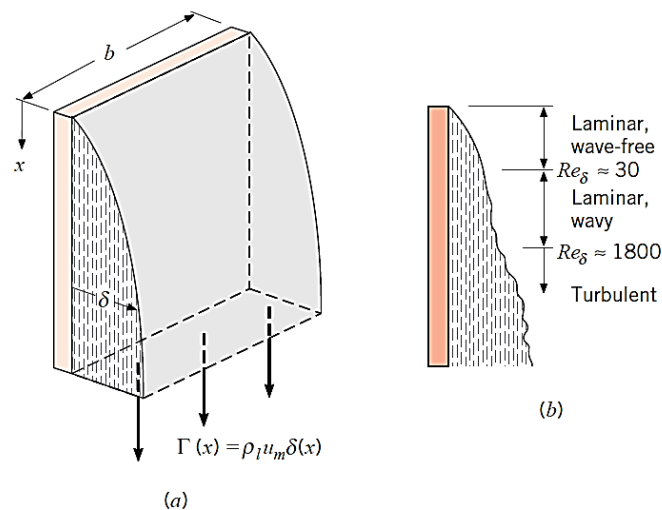 b
x
δ
Γ (x) = ρ_l u_m δ(x)
(a)
Laminar,
wave-free
Re_δ ≈ 30
Laminar,
wavy
Re_δ ≈ 1800
Turbulent
(b)